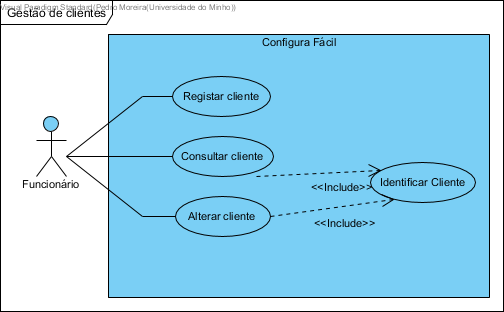 Visual Paradigm Standard(Pedro Moreira(Universidade do Minho))
Gestão de clientes
Configura Fácil
Registar cliente
Consultar cliente
Identificar Cliente
<<Include>>
Funcionário
Alterar cliente
<<Include>>